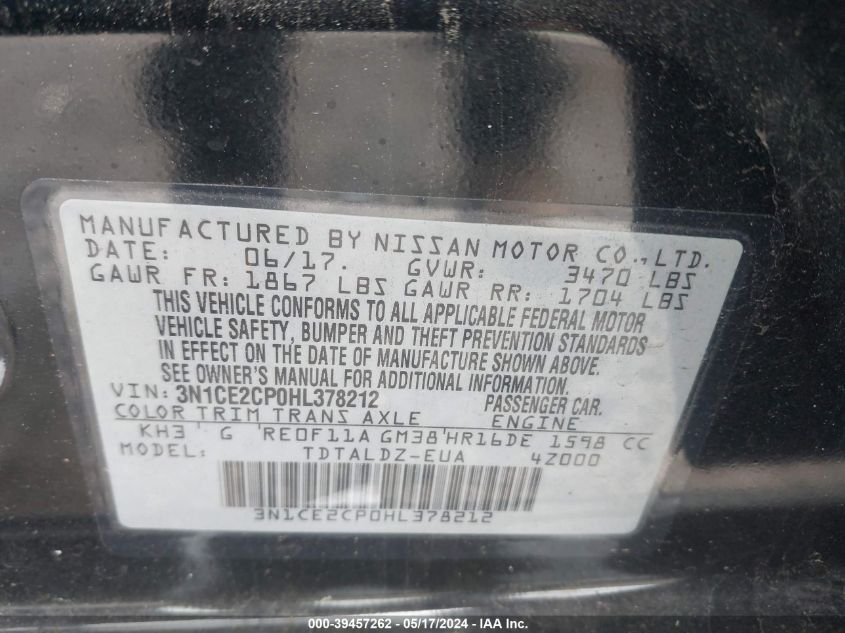 MANUFACTURED BY NISSAN MOTOR CO., LTD.
DATE: 06/17. GVWR: 3470 LBS
GAWR FR: 1867 LBS GAWR RR: 1704 LBS
THIS VEHICLE CONFORMS TO ALL APPLICABLE FEDERAL MOTOR
VEHICLE SAFETY, BUMPER AND THEFT PREVENTION STANDARDS
IN EFFECT ON THE DATE OF MANUFACTURE SHOWN ABOVE.
SEE OWNER'S MANUAL FOR ADDITIONAL INFORMATION.
VIN: 3N1CE2CP0HL378212 PASSENGER CAR.
COLOR TRIM TRANS AXLE ENGINE
KH3 G RE0F11A GM38 HR16DE 1598 CC
MODEL: TDTALDZ-EUA 4Z000
3N1CE2CP0HL378212
000-39457262 - 05/17/2024 - IAA, Inc.